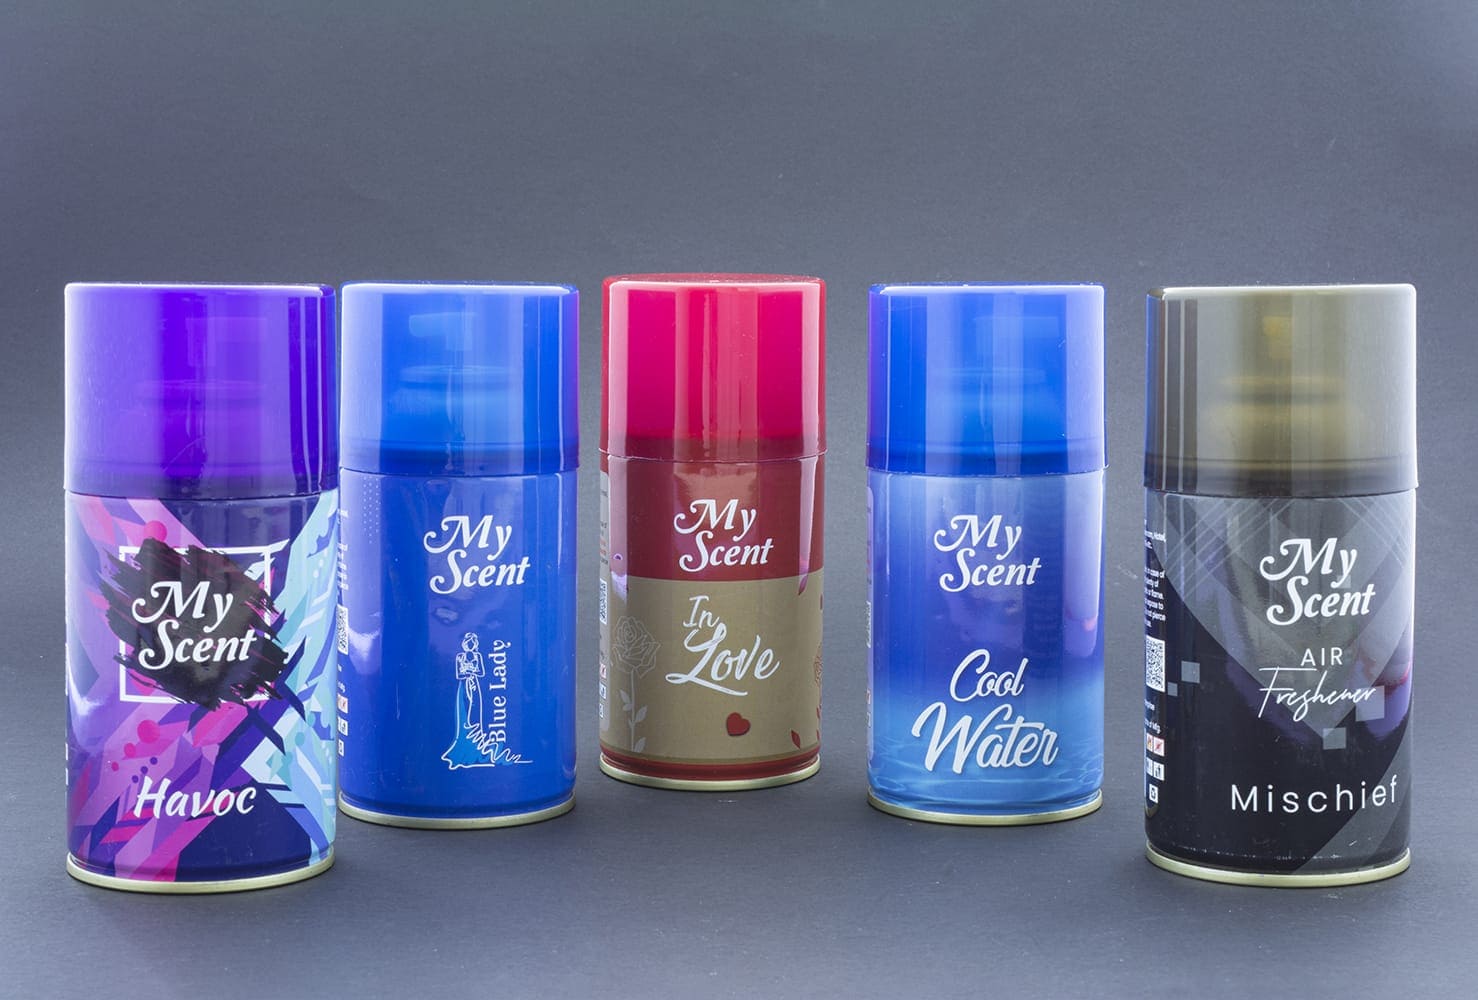 My
Scent
Havoc
My
Scent
Blue Lady
My
Scent
In
Love
My
Scent
Cool
Water
My
Scent
AIR
Freshener
Mischief